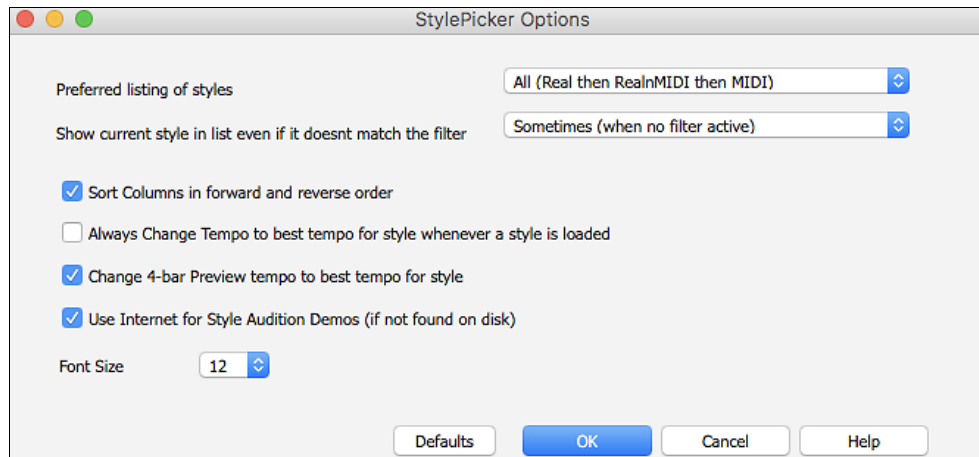 StylePicker Options
Preferred listing of styles
All (Real then RealnMIDI then MIDI)
Show current style in list even if it doesnt match the filter
Sometimes (when no filter active)
Sort Columns in forward and reverse order
Always Change Tempo to best tempo for style whenever a style is loaded
Change 4-bar Preview tempo to best tempo for style
Use Internet for Style Audition Demos (if not found on disk)
Font Size
12
Defaults
OK
Cancel
Help